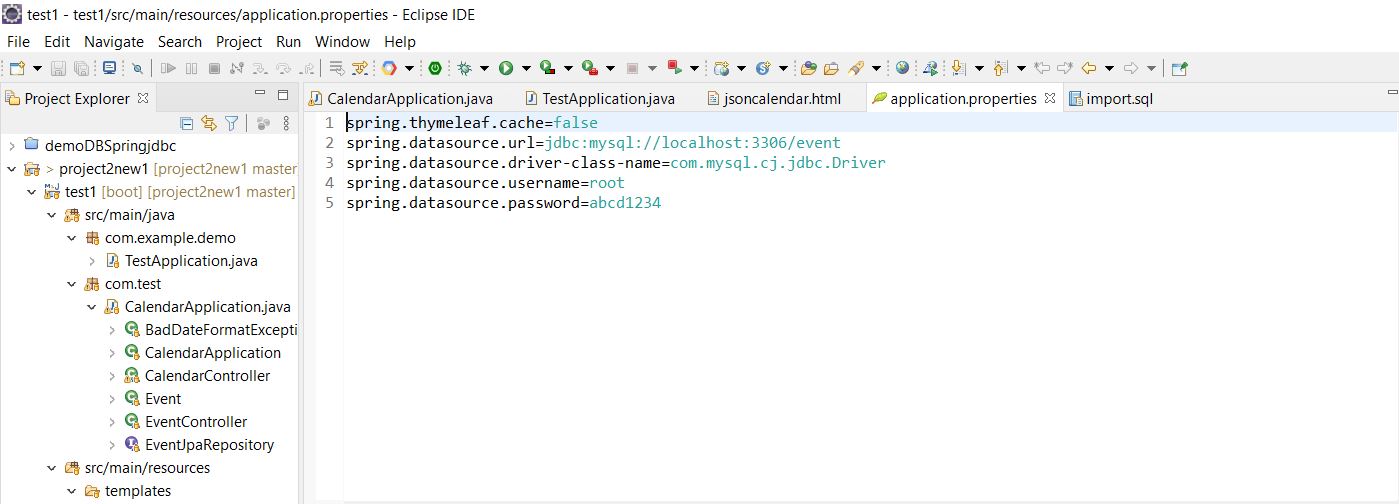 test1 - test1/src/main/resources/application.properties - Eclipse IDE
File Edit Navigate Search Project Run Window Help
Project Explorer
CalendarApplication.java TestApplication.java jsoncalendar.html application.properties import.sql
demoDBSpringjdbc
> project2new1 [project2new1 master
test1 [boot] [project2new1 master]
src/main/java
com.example.demo
TestApplication.java
com.test
CalendarApplication.java
BadDateFormatExcepti
CalendarApplication
CalendarController
Event
EventController
EventJpaRepository
src/main/resources
templates
1 spring.thymeleaf.cache=false
2 spring.datasource.url=jdbc:mysql://localhost:3306/event
3 spring.datasource.driver-class-name=com.mysql.cj.jdbc.Driver
4 spring.datasource.username=root
5 spring.datasource.password=abcd1234